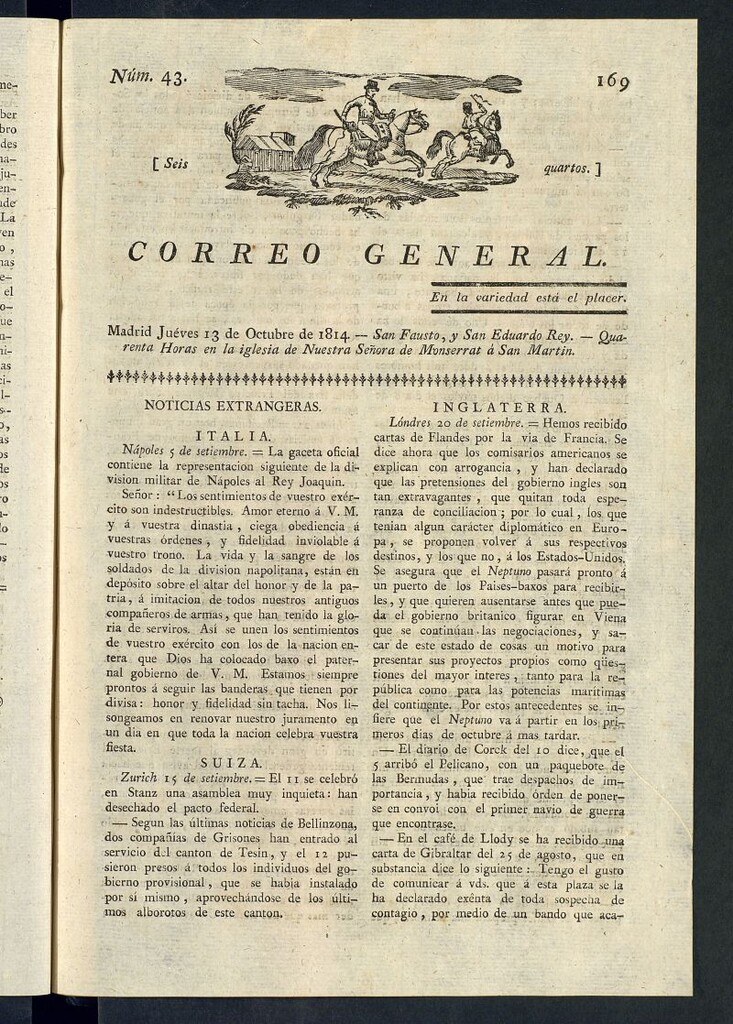 Núm. 43.
169
[ Seis
quartos. ]
CORREO GENERAL.
En la variedad está el placer.
Madrid Juéves 13 de Octubre de 1814. — San Fausto, y San Eduardo Rey. — Qua-
renta Horas en la iglesia de Nuestra Señora de Monserrat á San Martin.
NOTICIAS EXTRANGERAS.
ITALIA.
Nápoles 5 de setiembre. = La gaceta oficial
contiene la representacion siguiente de la di-
vision militar de Nápoles al Rey Joaquin.
Señor: "Los sentimientos de vuestro exér-
cito son indestructibles. Amor eterno á V. M.
y á vuestra dinastia, ciega obediencia á
vuestras órdenes, y fidelidad inviolable á
vuestro trono. La vida y la sangre de los
soldados de la division napolitana, están en
depósito sobre el altar del honor y de la pa-
tria, á imitacion de todos nuestros antiguos
compañeros de armas, que han tenido la glo-
ria de serviros. Así se unen los sentimientos
de vuestro exército con los de la nacion en-
tera que Dios ha colocado baxo el pater-
nal gobierno de V. M. Estamos siempre
prontos á seguir las banderas que tienen por
divisa: honor y fidelidad sin tacha. Nos li-
songeamos en renovar nuestro juramento en
un dia en que toda la nacion celebra vuestra
fiesta.
SUIZA.
Zurich 15 de setiembre. = El 11 se celebró
en Stanz una asamblea muy inquieta: han
desechado el pacto federal.
— Segun las últimas noticias de Bellinzona,
dos compañías de Grisones han entrado al
servicio del canton de Tesin, y el 12 pu-
sieron presos á todos los individuos del go-
bierno provisional, que se habia instalado
por sí mismo, aprovechándose de los últi-
mos alborotos de este canton.
INGLATERRA.
Lóndres 20 de setiembre. = Hemos recibido
cartas de Flandes por la via de Francia. Se
dice ahora que los comisarios americanos se
explican con arrogancia, y han declarado
que las pretensiones del gobierno ingles son
tan extravagantes, que quitan toda espe-
ranza de conciliacion; por lo cual, los que
tenian algun carácter diplomático en Euro-
pa, se proponen volver á sus respectivos
destinos, y los que no, á los Estados-Unidos.
Se asegura que el Neptuno pasará pronto á
un puerto de los Paises-baxos para recibir-
les, y que quieren ausentarse antes que pue-
da el gobierno britanico figurar en Viena
que se continúan las negociaciones, y sa-
car de este estado de cosas un motivo para
presentar sus proyectos propios como qües-
tiones del mayor interes, tanto para la re-
pública como para las potencias marítimas
del continente. Por estos antecedentes se in-
fiere que el Neptuno vá á partir en los pri-
meros dias de octubre á mas tardar.
— El diario de Corck del 10 dice, que el
5 arribó el Pelicano, con un paquebote de
las Bermudas, que trae despachos de im-
portancia, y habia recibido órden de poner-
se en convoi con el primer navio de guerra
que encontrase.
— En el café de Llody se ha recibido una
carta de Gibraltar del 25 de agosto, que en
substancia dice lo siguiente: Tengo el gusto
de comunicar á vds. que á esta plaza se la
ha declarado exênta de toda sospecha de
contagio, por medio de un bando que aca-